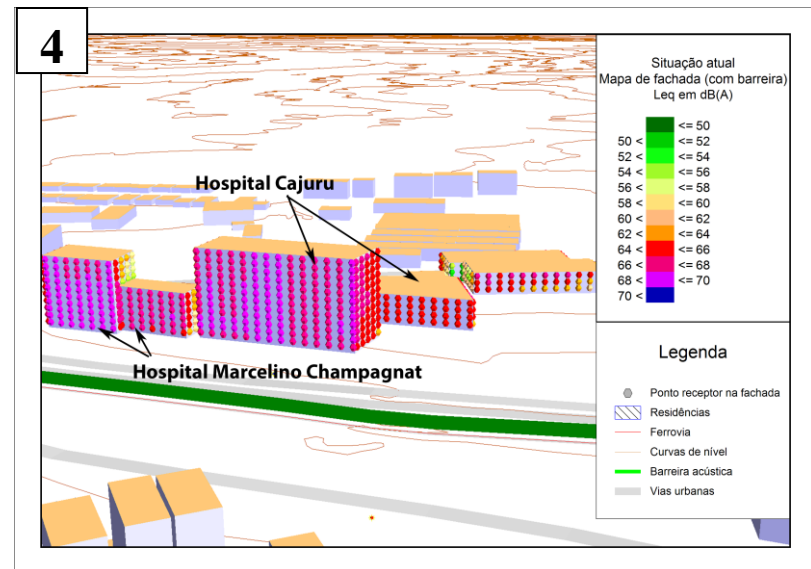 4
Situação atual
Mapa de fachada (com barreira)
Leq em dB(A)
<= 50
50 < <= 52
52 < <= 54
54 < <= 56
56 < <= 58
58 < <= 60
60 < <= 62
62 < <= 64
64 < <= 66
66 < <= 68
68 < <= 70
70 <
Hospital Cajuru
Hospital Marcelino Champagnat
Legenda
Ponto receptor na fachada
Residências
Ferrovia
Curvas de nível
Barreira acústica
Vias urbanas